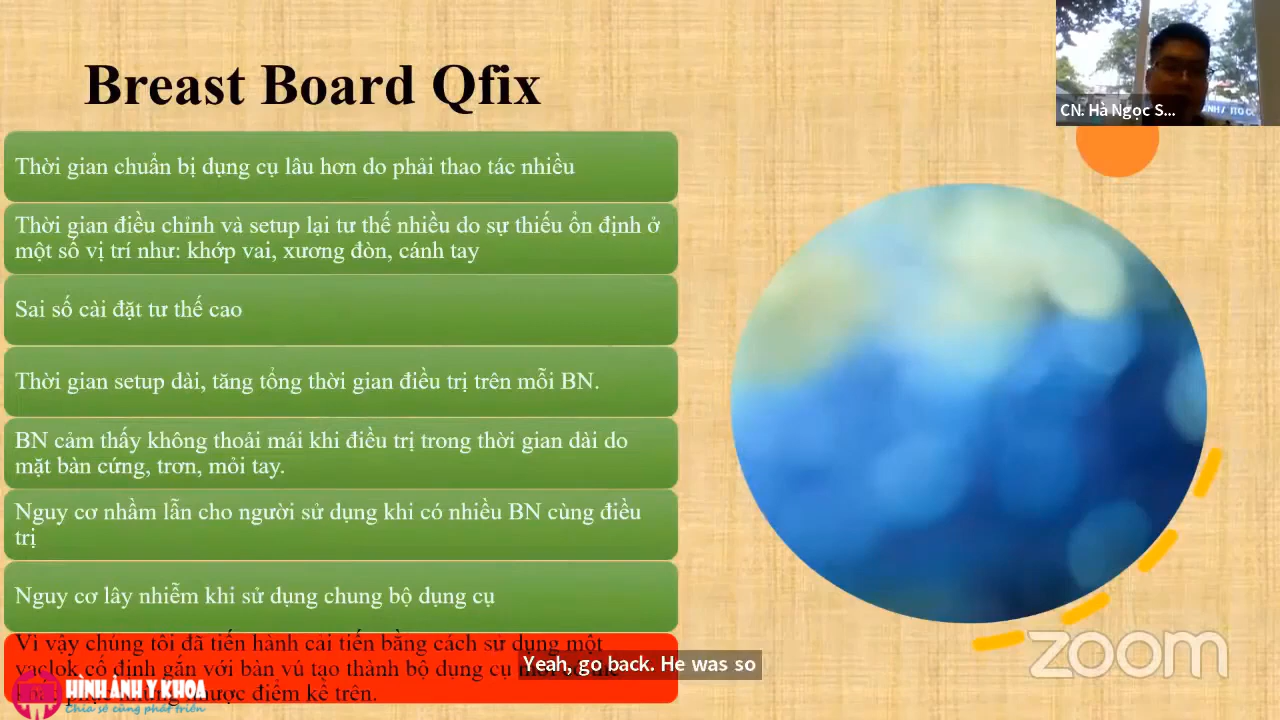 Breast Board Qfix
CN. Hà Ngọc S...
Thời gian chuẩn bị dụng cụ lâu hơn do phải thao tác nhiều
Thời gian điều chỉnh và setup lại tư thế nhiều do sự thiếu ổn định ở
một số vị trí như: khớp vai, xương đòn, cánh tay
Sai số cài đặt tư thế cao
Thời gian setup dài, tăng tổng thời gian điều trị trên mỗi BN.
BN cảm thấy không thoải mái khi điều trị trong thời gian dài do
mặt bàn cứng, trơn, mỏi tay.
Nguy cơ nhầm lẫn cho người sử dụng khi có nhiều BN cùng điều
trị
Nguy cơ lây nhiễm khi sử dụng chung bộ dụng cụ
Vì vậy chúng tôi đã tiến hành cải tiến bằng cách sử dụng một
vaclok cố định gắn với bàn vú tạo thành bộ dụng cụ
nhược điểm kể trên.
Yeah, go back. He was so
HÌNH ẢNH Y KHOA
Chia sẻ cùng phát triển
zoom